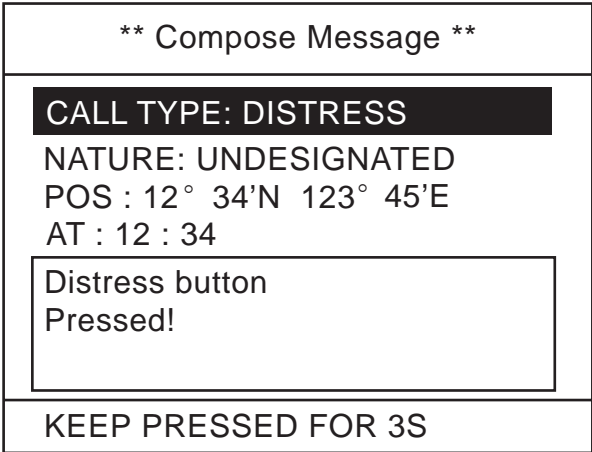 ** Compose Message **
CALL TYPE: DISTRESS
NATURE: UNDESIGNATED
POS : 12° 34’N 123° 45’E
AT : 12 : 34
Distress button
Pressed!
KEEP PRESSED FOR 3S